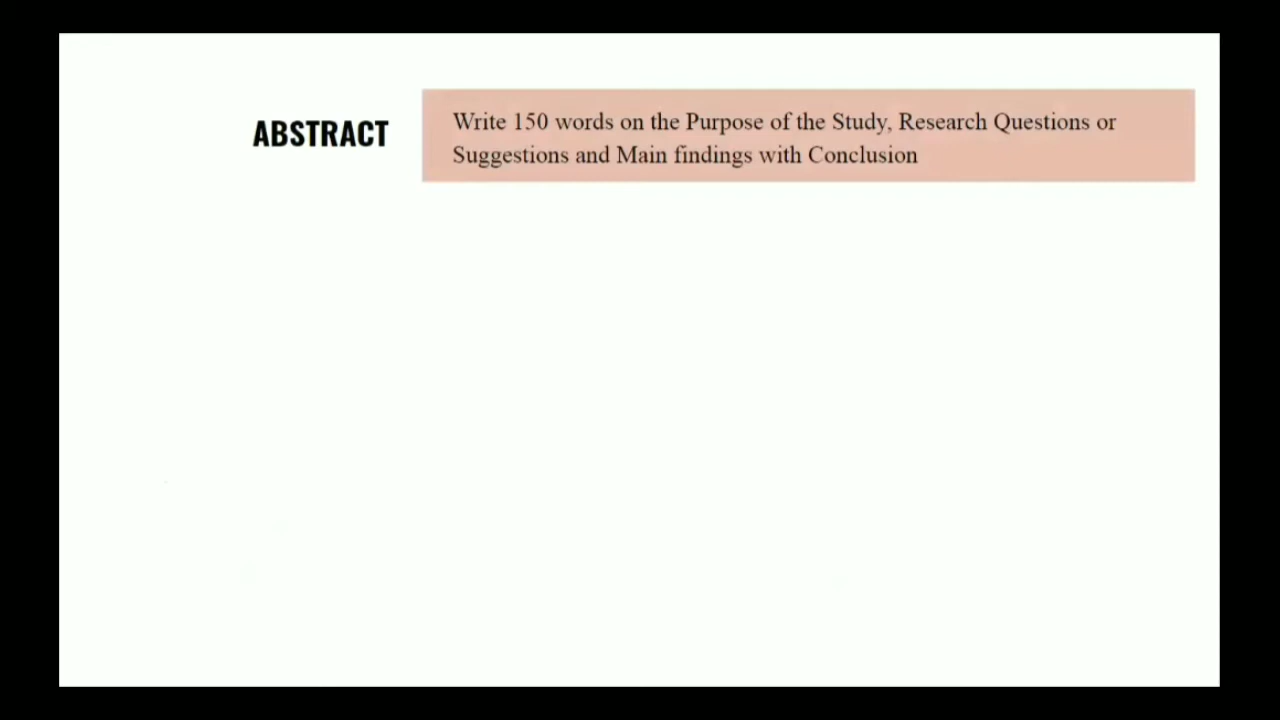 ABSTRACT
Write 150 words on the Purpose of the Study, Research Questions or
Suggestions and Main findings with Conclusion